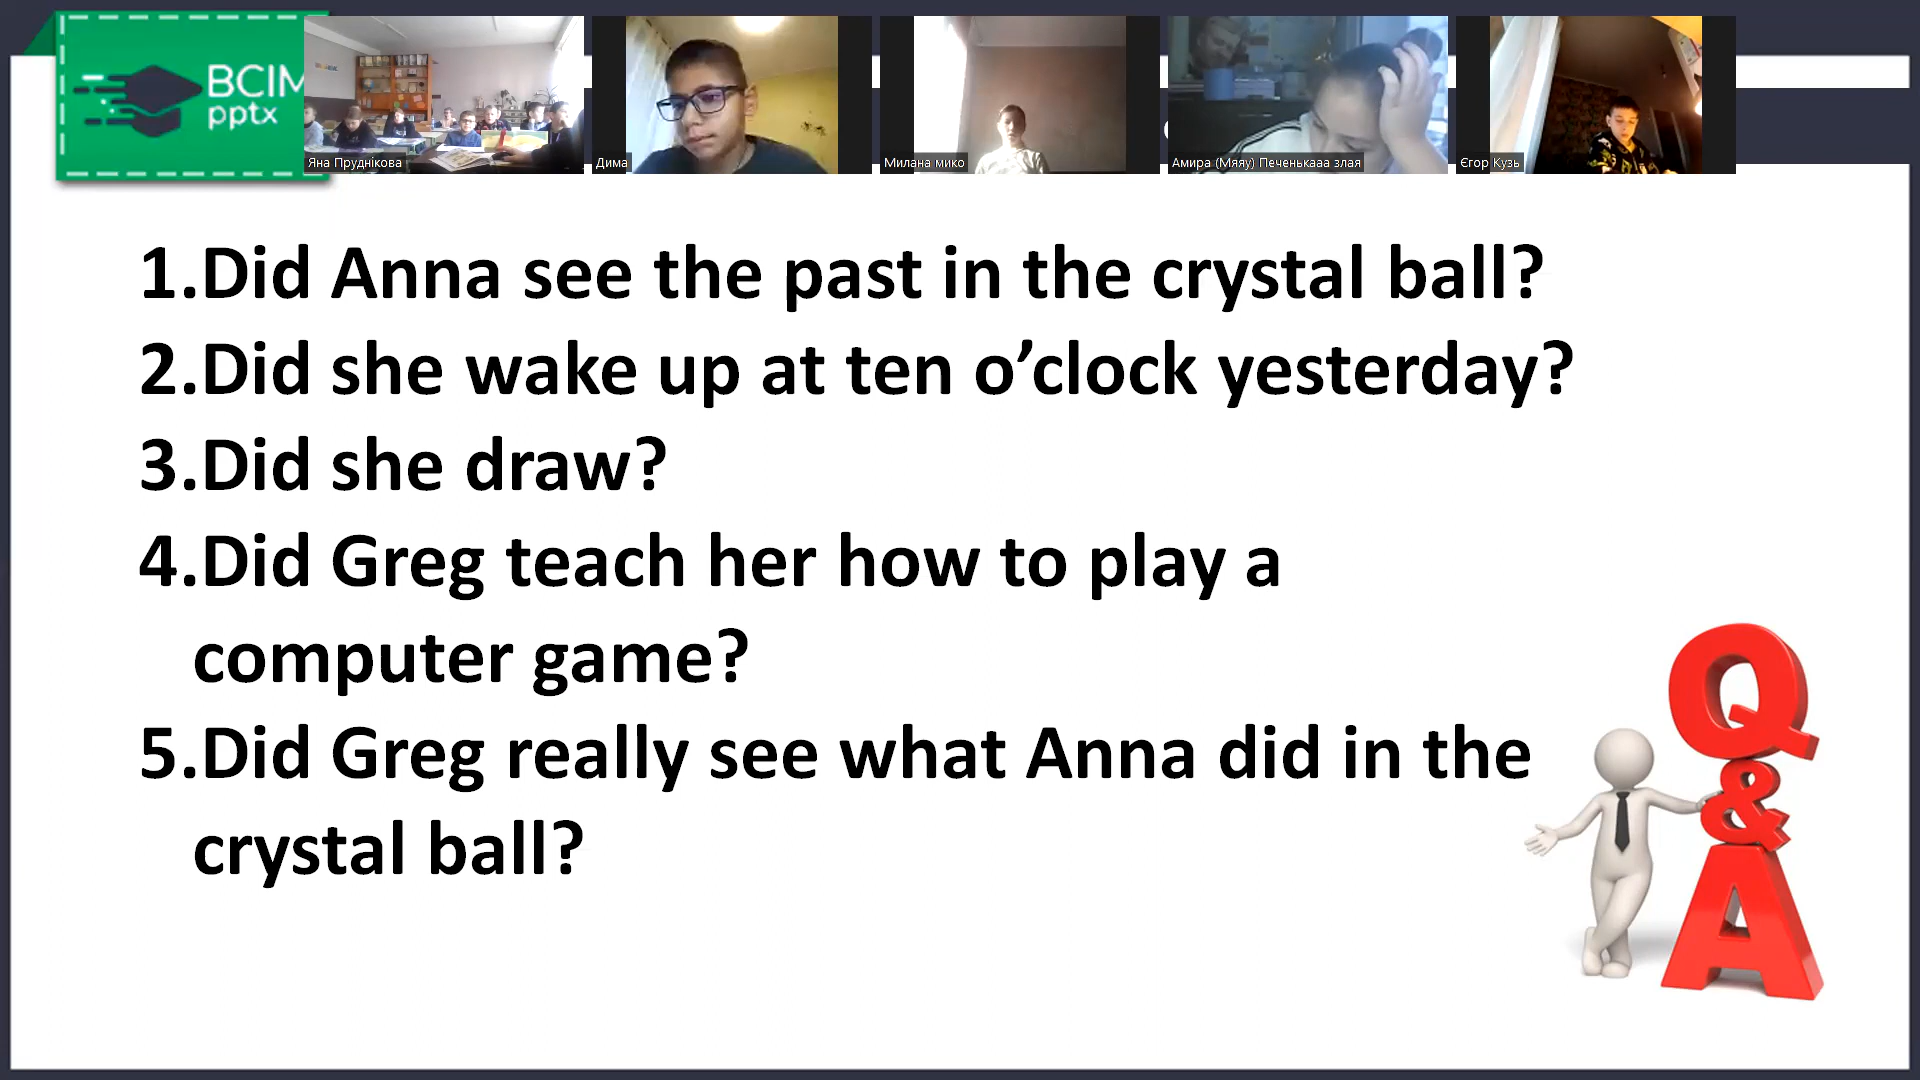 ВСІМ
pptx
Яна Пруднікова
Дима
Милана мико
Амира (Мяяу) Печенькааа злая
Єгор Кузь
1.Did Anna see the past in the crystal ball?
2.Did she wake up at ten o’clock yesterday?
3.Did she draw?
4.Did Greg teach her how to play a
computer game?
5.Did Greg really see what Anna did in the
crystal ball?
Q
&
A